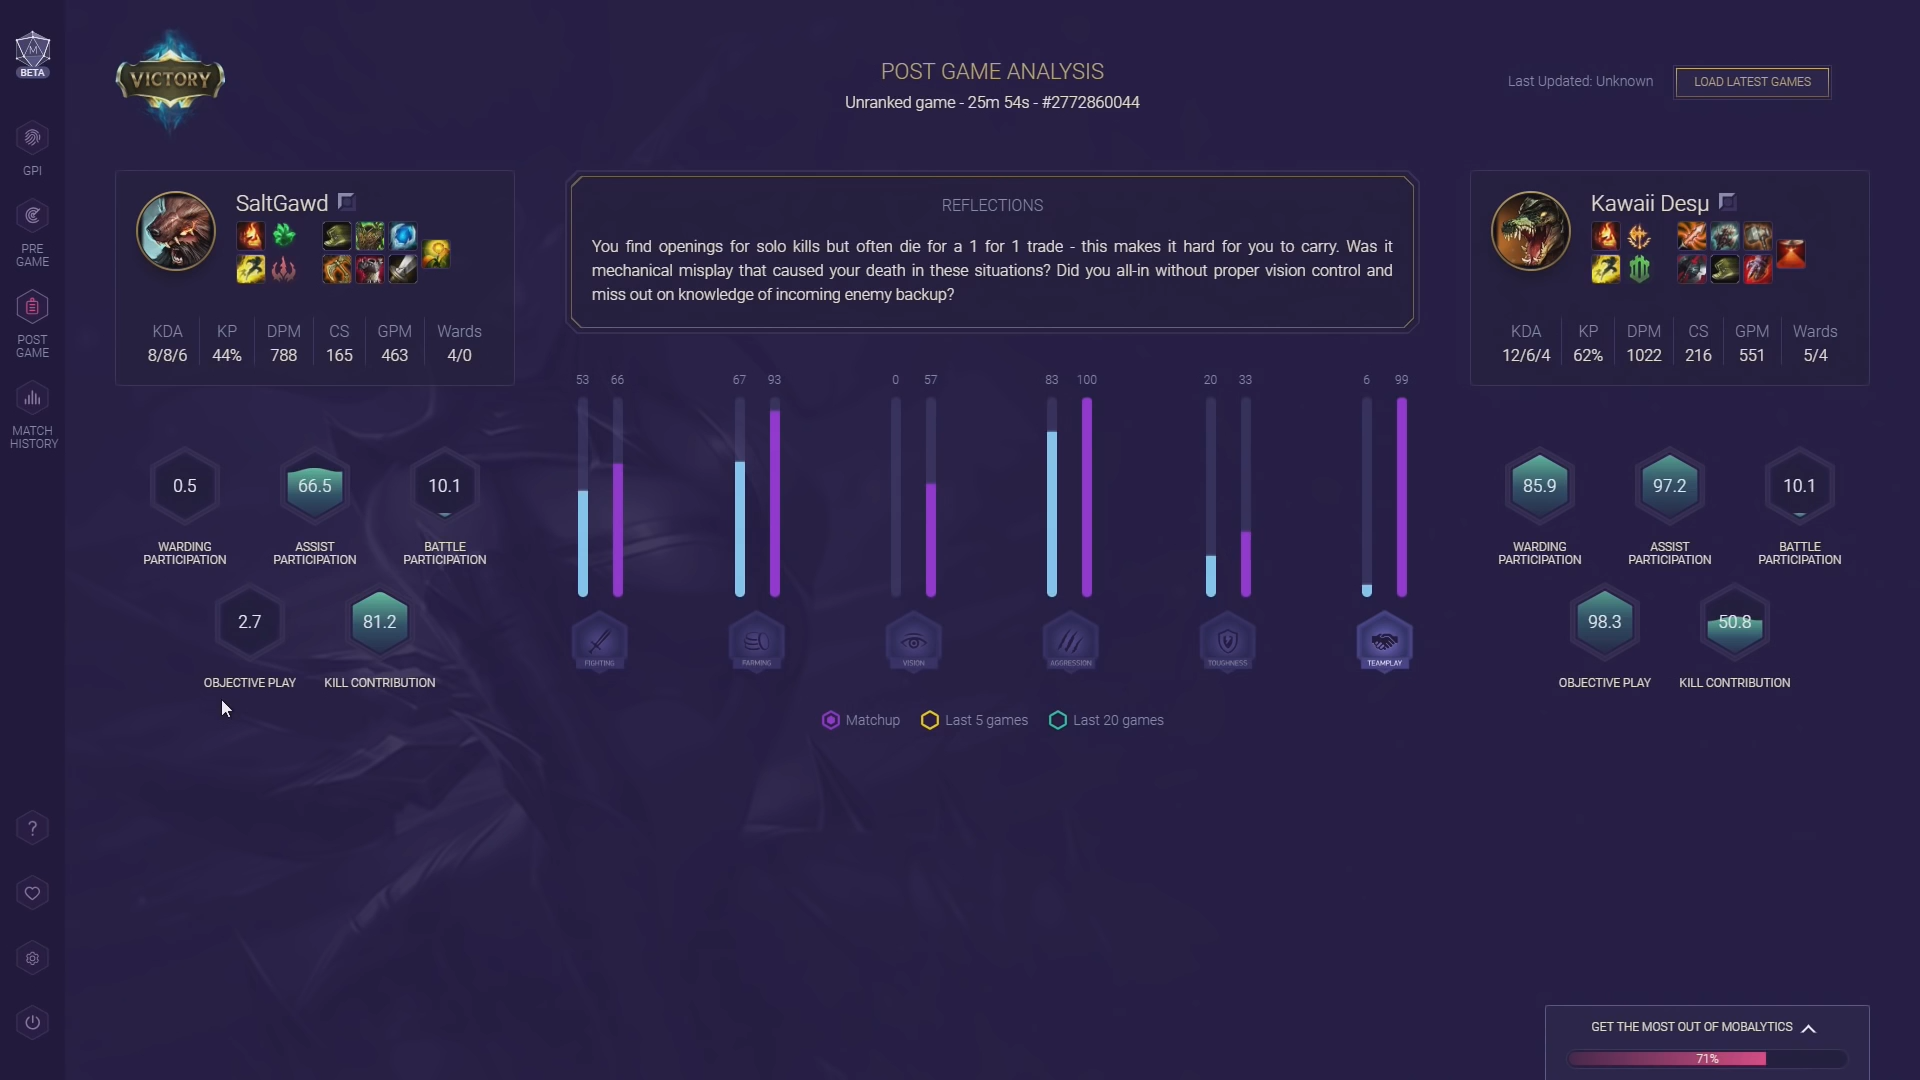 M
BETA
GPI
PRE
GAME
POST
GAME
MATCH
HISTORY
?
VICTORY
POST GAME ANALYSIS
Unranked game - 25m 54s - #2772860044
Last Updated: Unknown
LOAD LATEST GAMES
SaltGawd
KDA KP DPM CS GPM Wards
8/8/6 44% 788 165 463 4/0
REFLECTIONS
You find openings for solo kills but often die for a 1 for 1 trade - this makes it hard for you to carry. Was it
mechanical misplay that caused your death in these situations? Did you all-in without proper vision control and
miss out on knowledge of incoming enemy backup?
Kawaii Desµ
KDA KP DPM CS GPM Wards
12/6/4 62% 1022 216 551 5/4
53 66 67 93 0 57 83 100 20 33 6 99
FIGHTING FARMING VISION AGGRESSION TOUGHNESS TEAMPLAY
Matchup Last 5 games Last 20 games
0.5 66.5 10.1
WARDING
PARTICIPATION
ASSIST
PARTICIPATION
BATTLE
PARTICIPATION
2.7 81.2
OBJECTIVE PLAY KILL CONTRIBUTION
85.9 97.2 10.1
WARDING
PARTICIPATION
ASSIST
PARTICIPATION
BATTLE
PARTICIPATION
98.3 50.8
OBJECTIVE PLAY KILL CONTRIBUTION
GET THE MOST OUT OF MOBALYTICS
71%